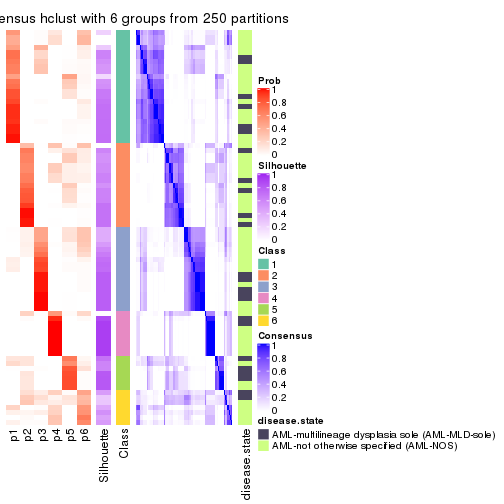 ensus hclust with 6 groups from 250 partitions
Prob
1
0.8
0.6
0.4
0.2
0
Silhouette
1
0.8
0.6
0.4
0.2
0
Class
1
2
3
4
5
6
Consensus
1
0.8
0.6
0.4
0.2
0
disease.state
AML-multilineage dysplasia sole (AML-MLD-sole)
AML-not otherwise specified (AML-NOS)
p1
p2
p3
p4
p5
p6
Silhouette
Class
disease.state